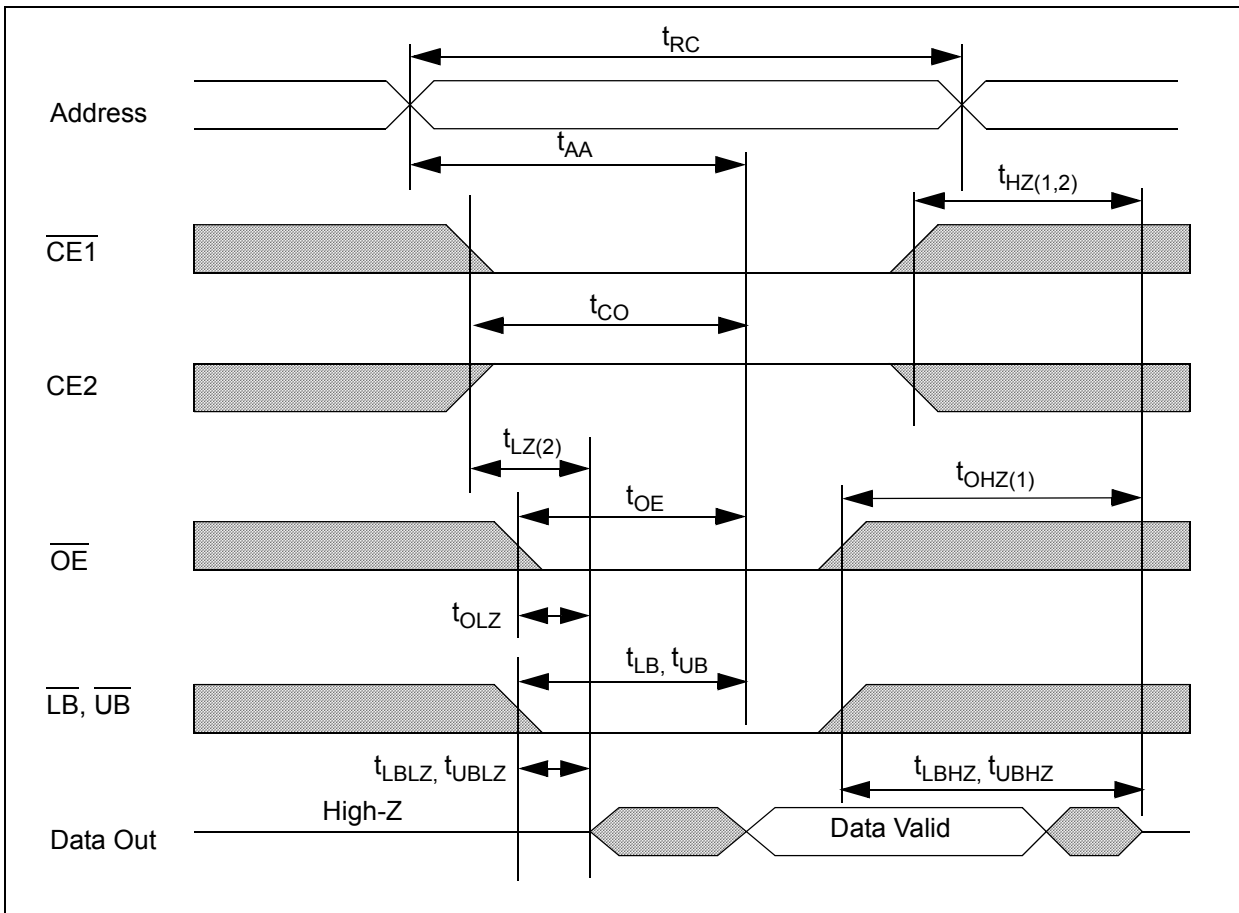 tRC
Address
tAA
tHZ(1,2)
CE1
tCO
CE2
tLZ(2)
tOHZ(1)
tOE
OE
tOLZ
tLB, tUB
LB, UB
tLBLZ, tUBLZ
tLBHZ, tUBHZ
High-Z
Data Valid
Data Out